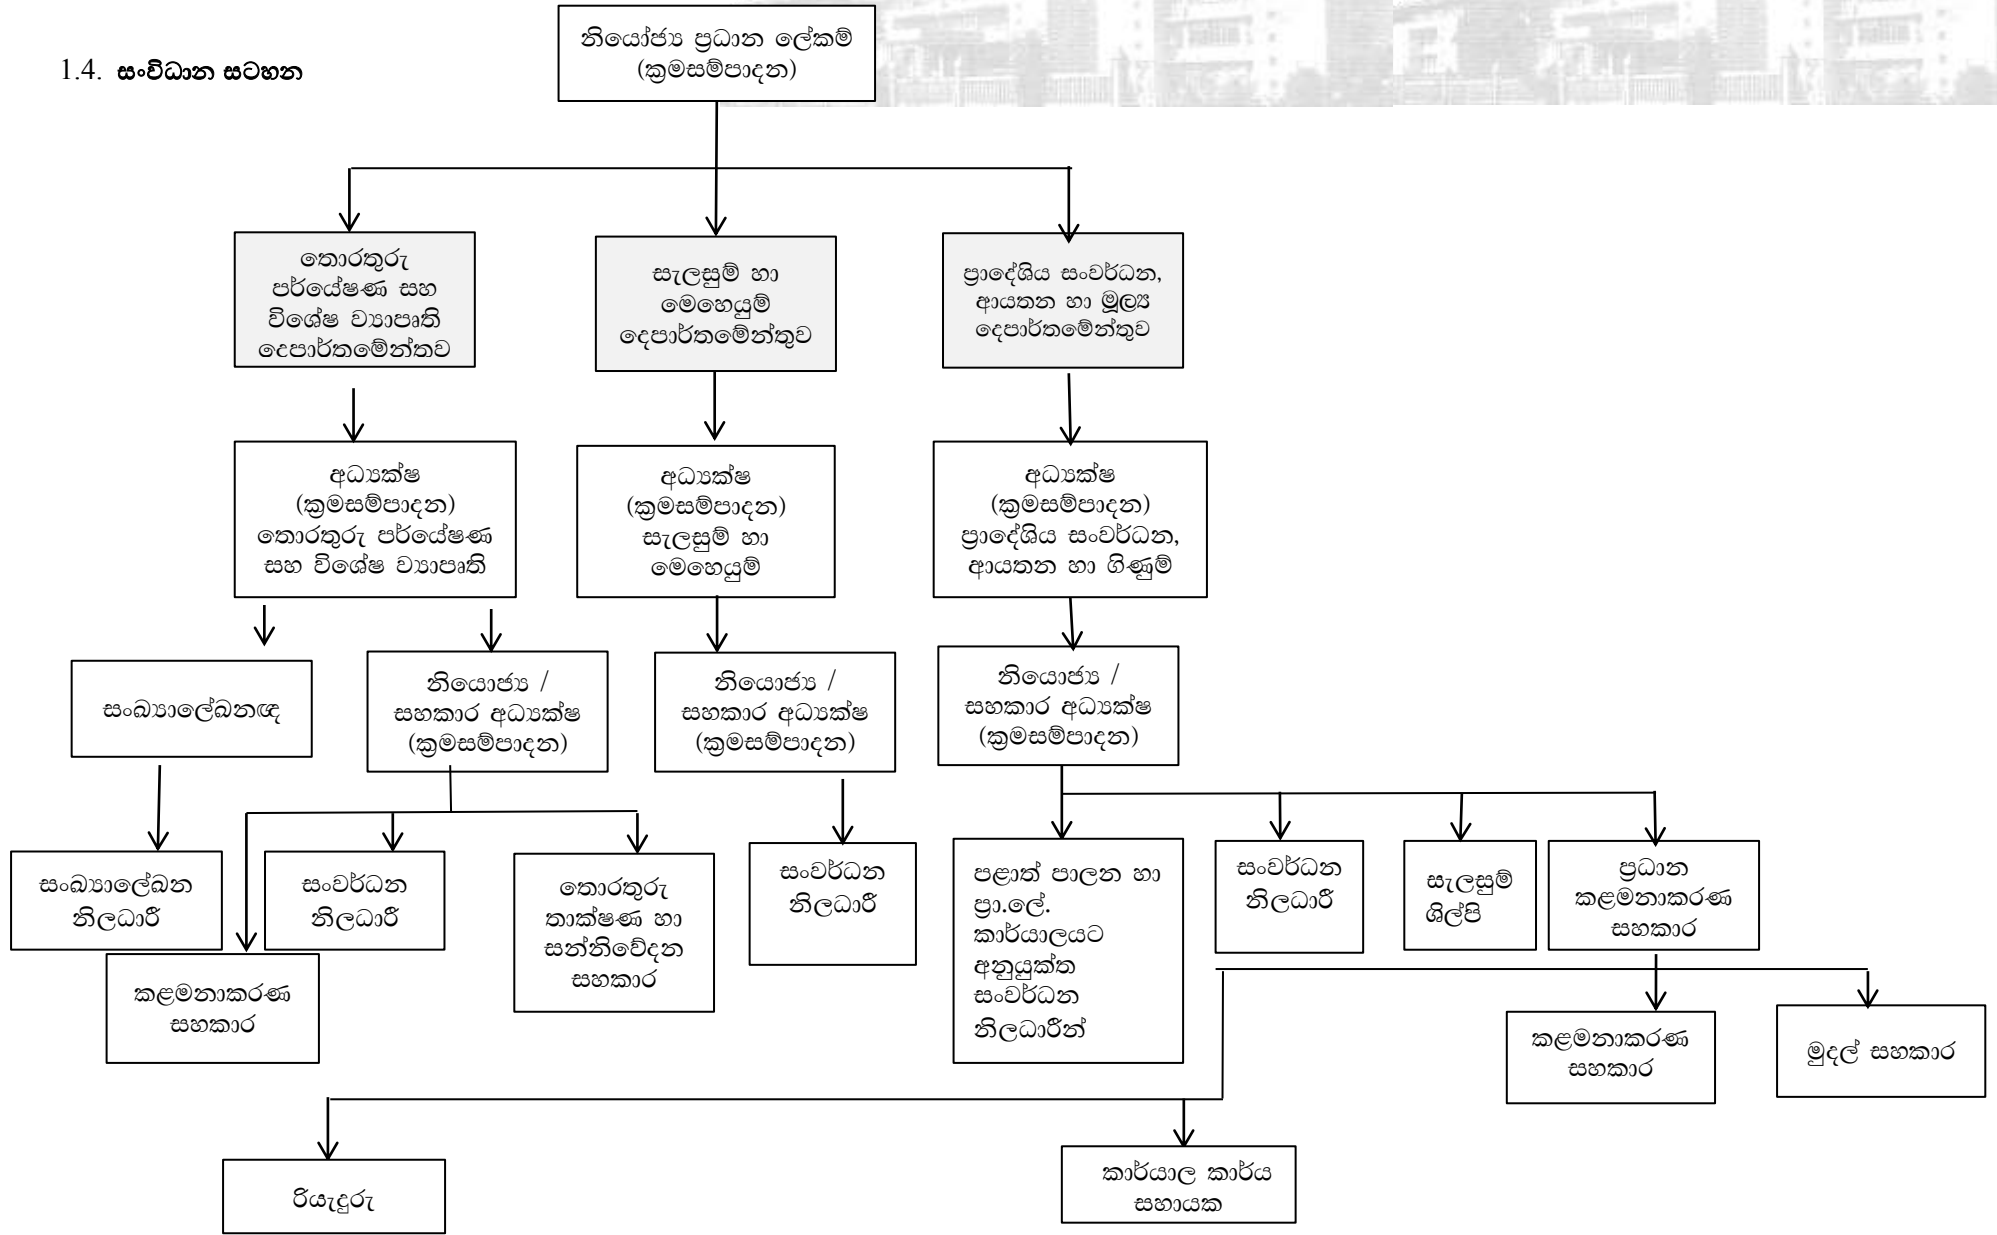 නියෝජ්‍ය ප්‍රධාන ලේකම්
(ක්‍රමසම්පාදන)
1.4. සංවිධාන සටහන
තොරතුරු
පර්යේෂණ සහ
විශේෂ ව්‍යාපෘති
දෙපාර්තමේන්තව
සැලසුම් හා
මෙහෙයුම්
දෙපාර්තමේන්තුව
ප්‍රාදේශිය සංවර්ධන,
ආයතන හා මූල්‍ය
දෙපාර්තමේන්තුව
අධ්‍යක්ෂ
(ක්‍රමසම්පාදන)
තොරතුරු පර්යේෂණ
සහ විශේෂ ව්‍යාපෘති
අධ්‍යක්ෂ
(ක්‍රමසම්පාදන)
සැලසුම් හා
මෙහෙයුම්
අධ්‍යක්ෂ
(ක්‍රමසම්පාදන)
ප්‍රාදේශිය සංවර්ධන,
ආයතන හා ගිණුම්
සංඛ්‍යාලේඛනඥ
නියොජ්‍ය /
සහකාර අධ්‍යක්ෂ
(ක්‍රමසම්පාදන)
නියොජ්‍ය /
සහකාර අධ්‍යක්ෂ
(ක්‍රමසම්පාදන)
නියොජ්‍ය /
සහකාර අධ්‍යක්ෂ
(ක්‍රමසම්පාදන)
සංඛ්‍යාලේඛන
නිලධාරී
සංවර්ධන
නිලධාරී
තොරතුරු
තාක්ෂණ හා
සන්නිවේදන
සහකාර
සංවර්ධන
නිලධාරී
පළාත් පාලන හා
ප්‍රා.ලේ.
කාර්යාලයට
අනුයුක්ත
සංවර්ධන
නිලධාරීන්
සංවර්ධන
නිලධාරී
සැලසුම්
ශිල්පි
ප්‍රධාන
කළමනාකරණ
සහකාර
කළමනාකරණ
සහකාර
කළමනාකරණ
සහකාර
මුදල් සහකාර
රියැදුරු
කාර්යාල කාර්ය
සහායක